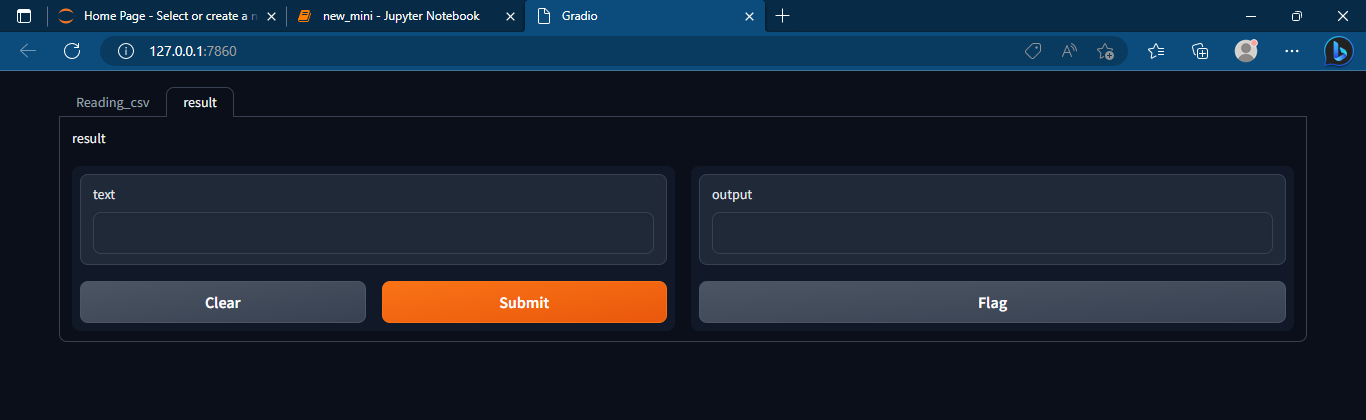 Home Page - Select or create a n
new_mini - Jupyter Notebook
Gradio
127.0.0.1:7860
Reading_csv
result
result
text
output
Clear
Submit
Flag